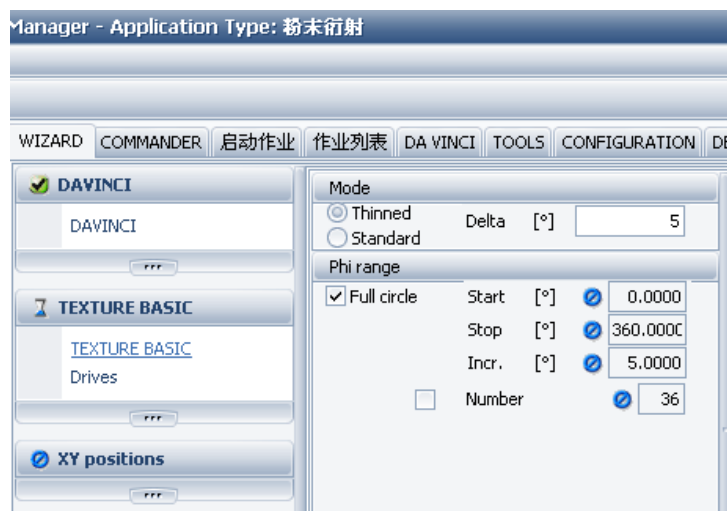 Manager - Application Type: 粉末衍射
WIZARD COMMANDER 启动作业 作业列表 DA VINCI TOOLS CONFIGURATION
DAVINCI
DAVINCI
TEXTURE BASIC
TEXTURE BASIC
Drives
XY positions
Mode
Thinned
Standard
Delta [°] 5
Phi range
Full circle Start [°] 0.0000
Stop [°] 360.000
Incr. [°] 5.0000
Number 36